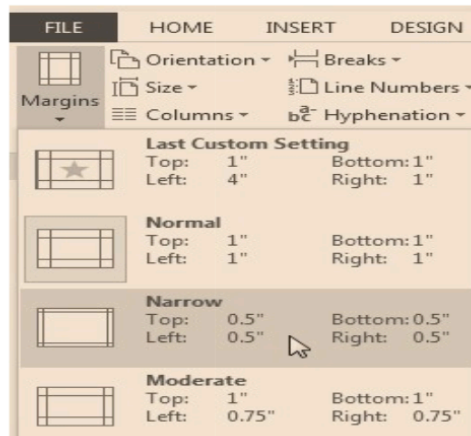 FILE HOME INSERT DESIGN
Orientation Breaks
Size Line Numbers
Margins
Columns Hyphenation
Last Custom Setting
Top: 1" Bottom: 1"
Left: 4" Right: 1"
Normal
Top: 1" Bottom: 1"
Left: 1" Right: 1"
Narrow
Top: 0.5" Bottom: 0.5"
Left: 0.5" Right: 0.5"
Moderate
Top: 1" Bottom: 1"
Left: 0.75" Right: 0.75"